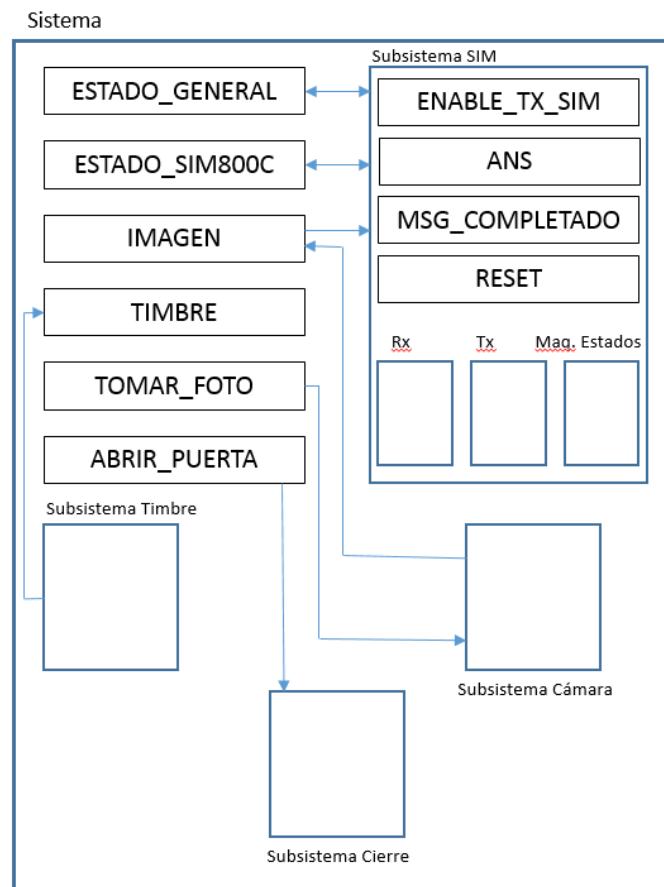 Sistema
Subsistema SIM
ESTADO_GENERAL
ENABLE_TX_SIM
ESTADO_SIM800C
ANS
IMAGEN
MSG_COMPLETADO
RESET
TIMBRE
Rx Tx Maq. Estados
TOMAR_FOTO
ABRIR_PUERTA
Subsistema Timbre
Subsistema Cámara
Subsistema Cierre